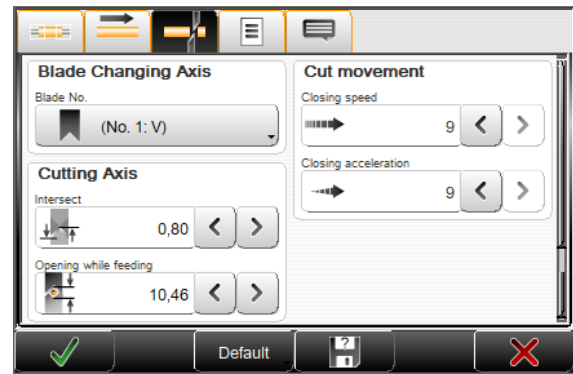 Blade Changing Axis
Blade No.
(No. 1: V)
Cutting Axis
Intersect
0,80
Opening while feeding
10,46
Cut movement
Closing speed
9
Closing acceleration
9
Default
?